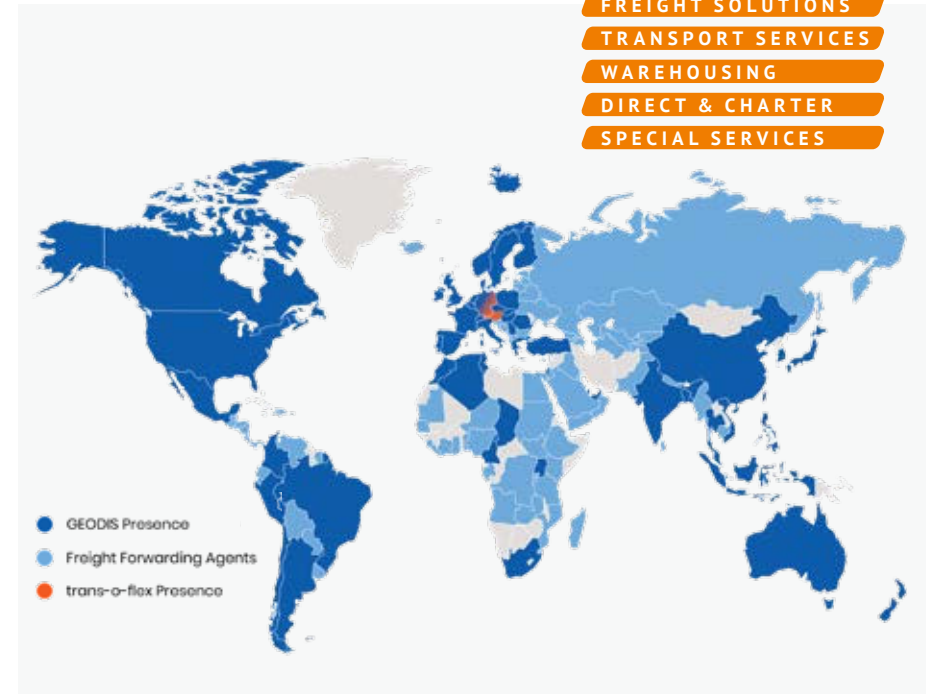 FREIGHT SOLUTIONS
TRANSPORT SERVICES
WAREHOUSING
DIRECT & CHARTER
SPECIAL SERVICES
GEODIS Presence
Freight Forwarding Agents
trans-o-flex Presence